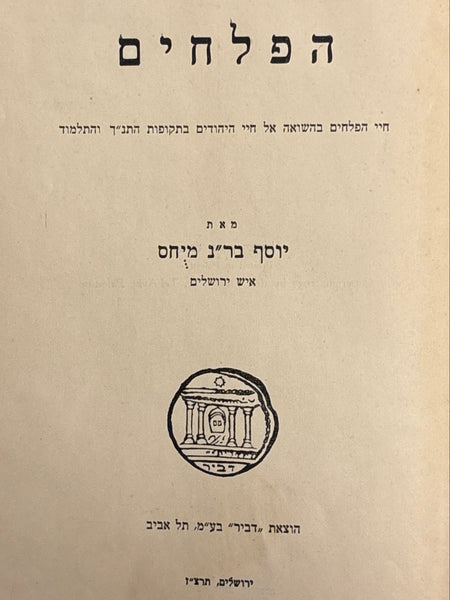 הפלחים
חיי הפלחים בהשואה אל חיי היהודים בתקופות התנ״ך והתלמוד
מאת
יוסף בר״נ מיֻחס
איש ירושלים
דביר
הוצאת „דביר״ בע״מ, תל אביב
ירושלים, תרצ״ז